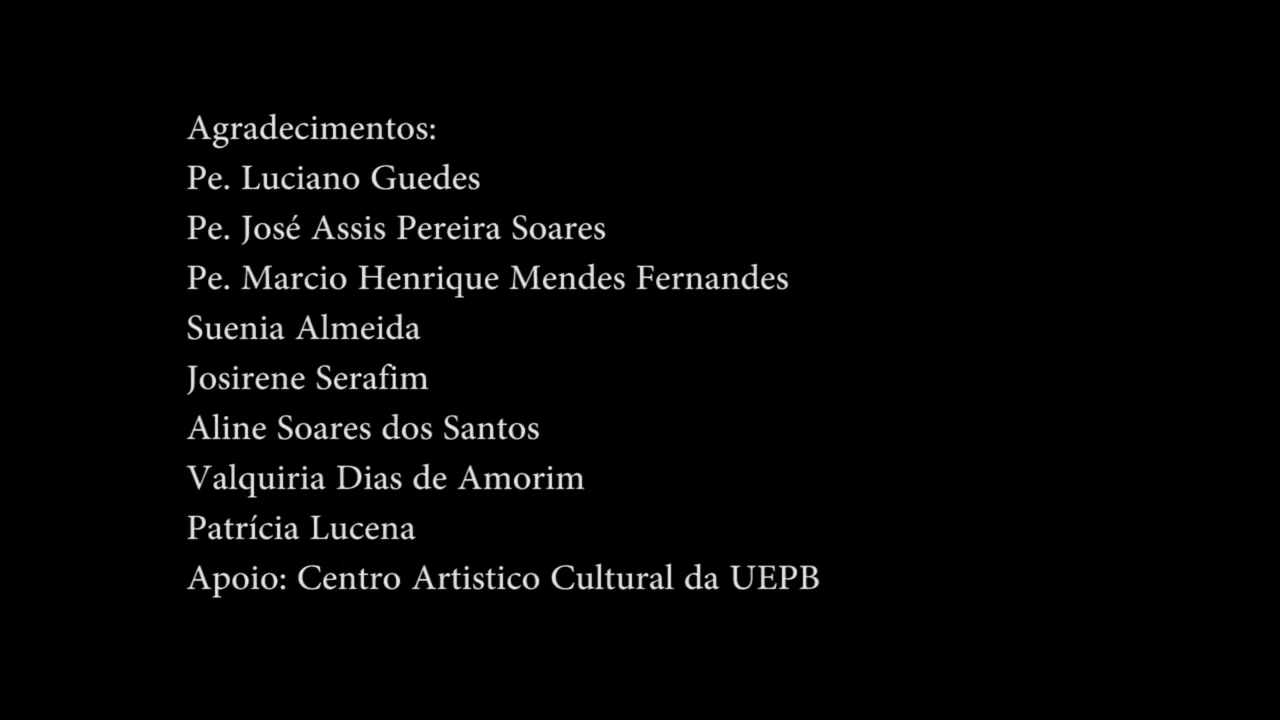 Agradecimentos:
Pe. Luciano Guedes
Pe. José Assis Pereira Soares
Pe. Marcio Henrique Mendes Fernandes
Suenia Almeida
Josirene Serafim
Aline Soares dos Santos
Valquiria Dias de Amorim
Patrícia Lucena
Apoio: Centro Artistico Cultural da UEPB